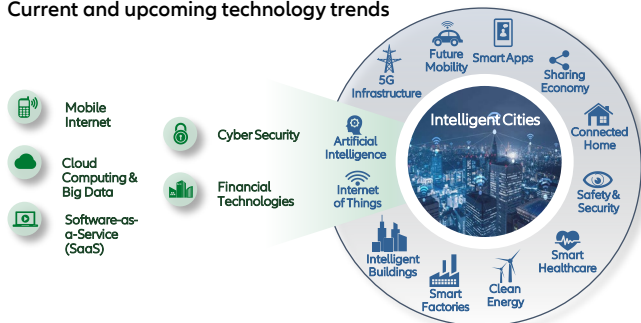 Current and upcoming technology trends
Mobile
Internet
Cloud
Computing &
Big Data
Software-as-
a-Service
(SaaS)
Cyber Security
Financial
Technologies
5G
Infrastructure
Future
Mobility
Smart Apps
Sharing
Economy
Connected
Home
Safety &
Security
Smart
Healthcare
Clean
Energy
Smart
Factories
Intelligent
Buildings
Internet
of Things
Artificial
Intelligence
Intelligent Cities